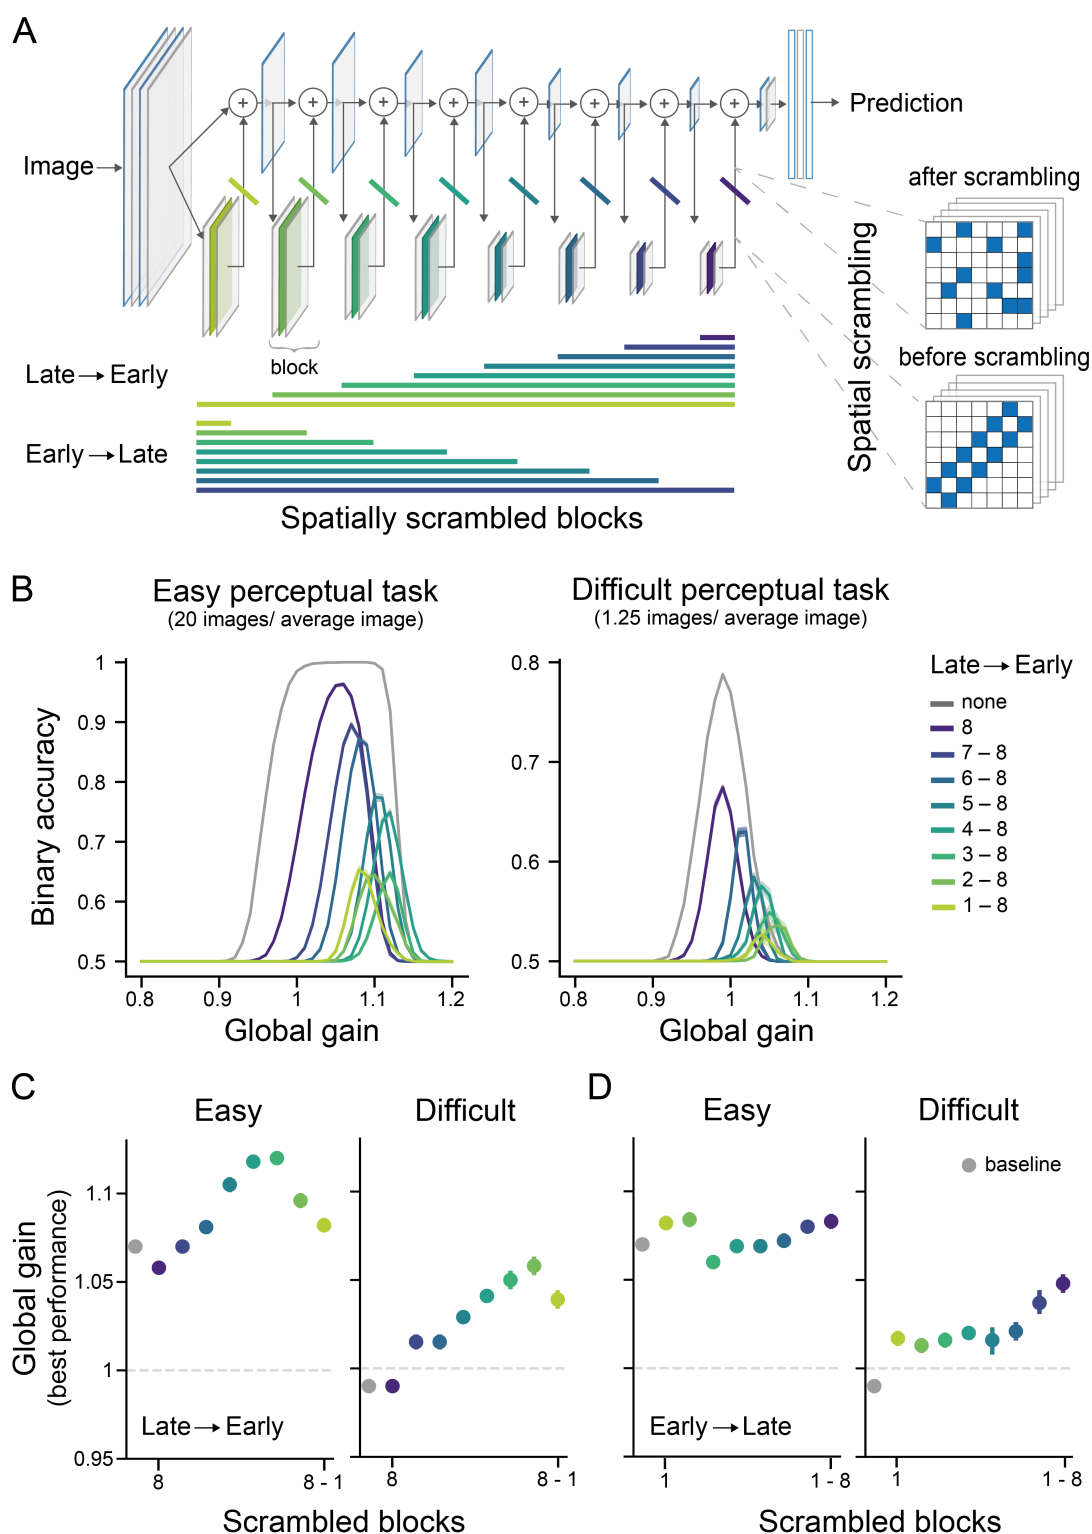 A
Image
+ + + + + + + +
Prediction
after scrambling
Spatial scrambling
before scrambling
block
Late → Early
Early → Late
Spatially scrambled blocks
B
Easy perceptual task
(20 images/ average image)
Difficult perceptual task
(1.25 images/ average image)
Binary accuracy
1
0.9
0.8
0.7
0.6
0.5
0.8 0.9 1 1.1 1.2
Global gain
0.8
0.7
0.6
0.5
0.8 0.9 1 1.1 1.2
Global gain
Late → Early
none
8
7 – 8
6 – 8
5 – 8
4 – 8
3 – 8
2 – 8
1 – 8
C
Easy
Difficult
Global gain
(best performance)
1.1
1.05
1
0.95
Late → Early
8 8 - 1
8 8 - 1
Scrambled blocks
D
Easy
Difficult
baseline
Early → Late
1 1 - 8
1 1 - 8
Scrambled blocks